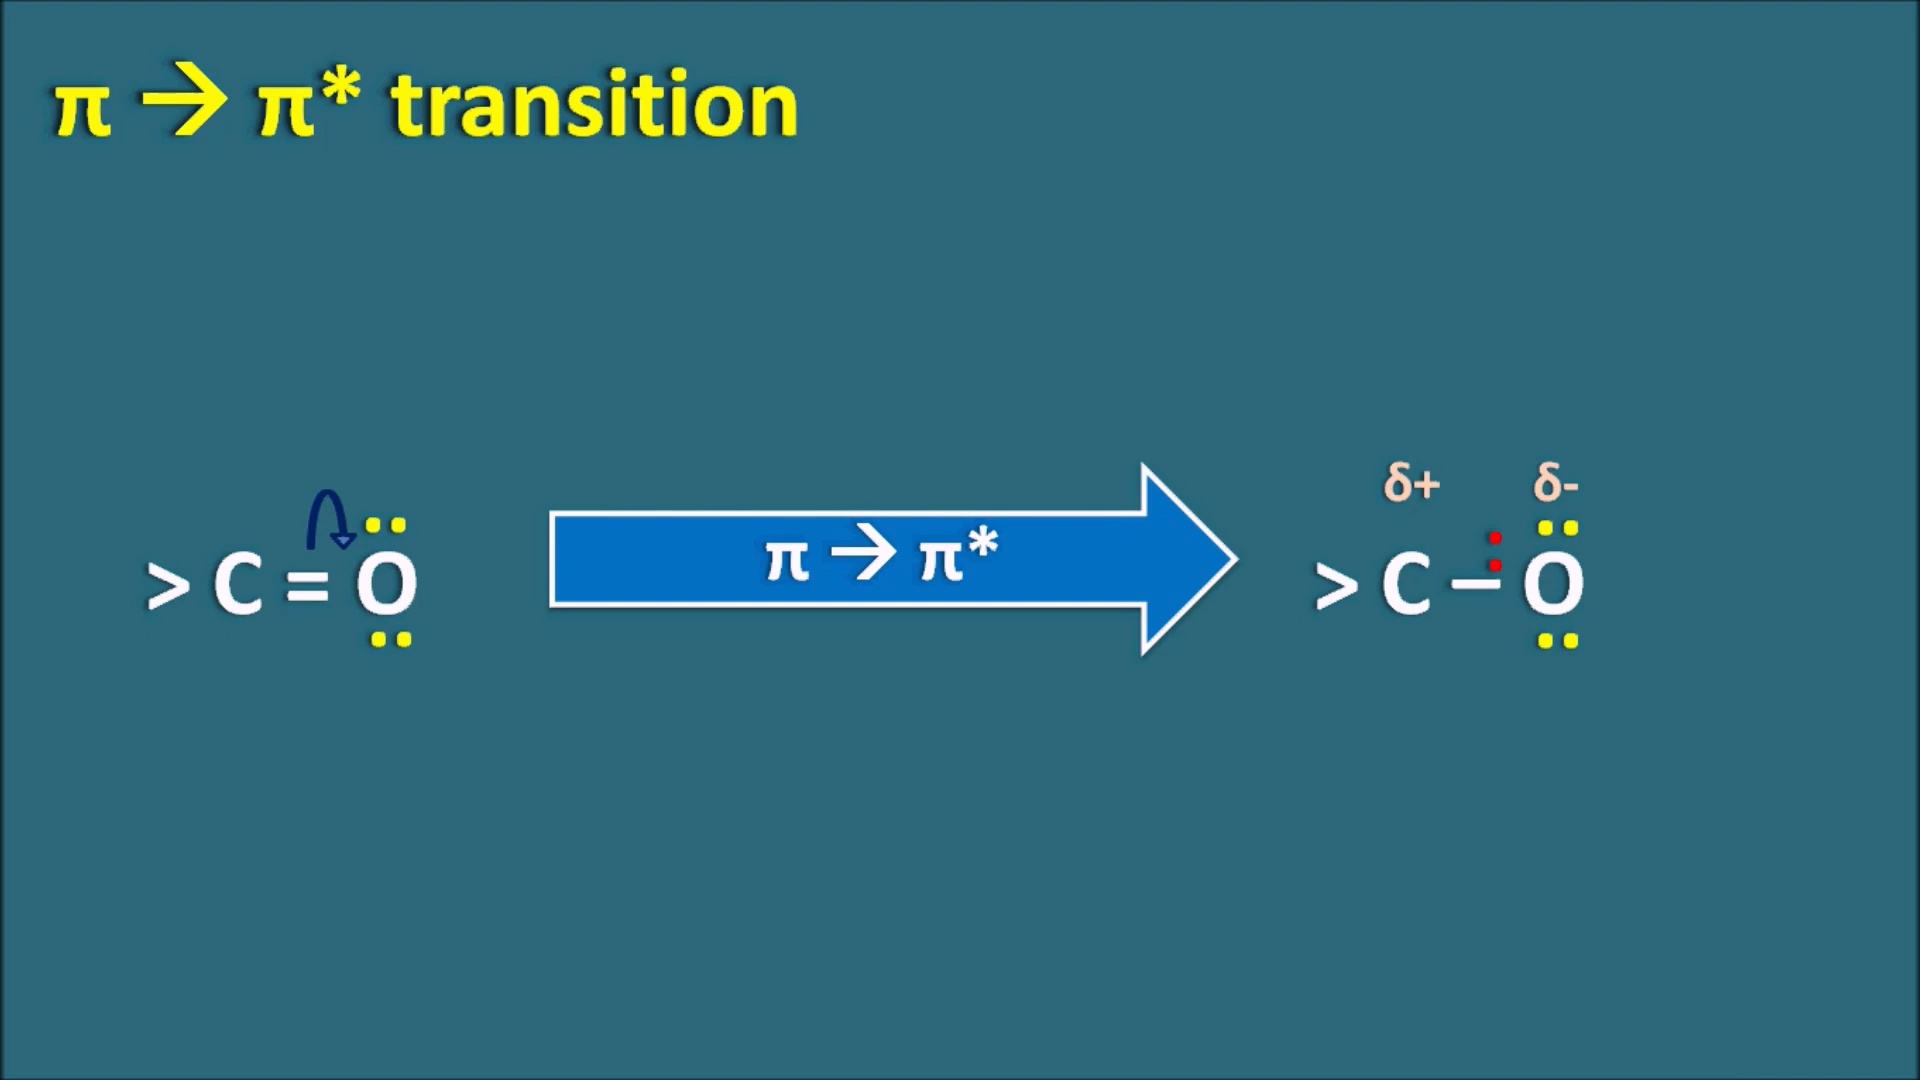 π → π* transition
δ+ δ-
> C = O
π → π*
> C – O